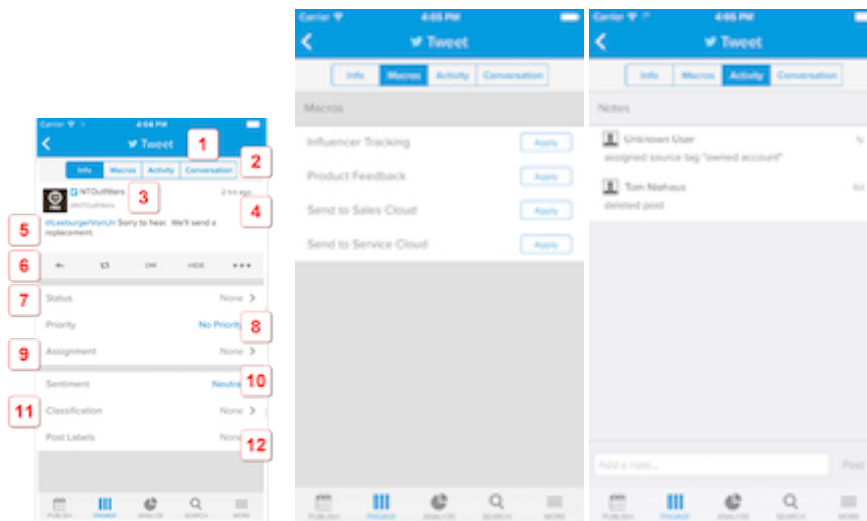 Carrier 4:04 PM
Tweet
1
Info Macros Activity Conversation
2
NTOutfitters 2 hrs ago
3
@NTOutfitters
4
@LeeburgerVonUn Sorry to hear. We'll send a
replacement.
5
6
DM HIDE
7
Status None
Priority No Priority
8
9
Assignment None
Sentiment Neutral
10
11
Classification None
Post Labels None
12
PUBLISH ENGAGE ANALYZE SEARCH MORE
Carrier 4:05 PM
Tweet
Info Macros Activity Conversation
Macros
Influencer Tracking Apply
Product Feedback Apply
Send to Sales Cloud Apply
Send to Service Cloud Apply
PUBLISH ENGAGE ANALYZE SEARCH MORE
Carrier 4:05 PM
Tweet
Info Macros Activity Conversation
Notes
Unknown User
assigned source tag "owned account"
Tom Niehaus
deleted post
Add a note... Post
PUBLISH ENGAGE ANALYZE SEARCH MORE